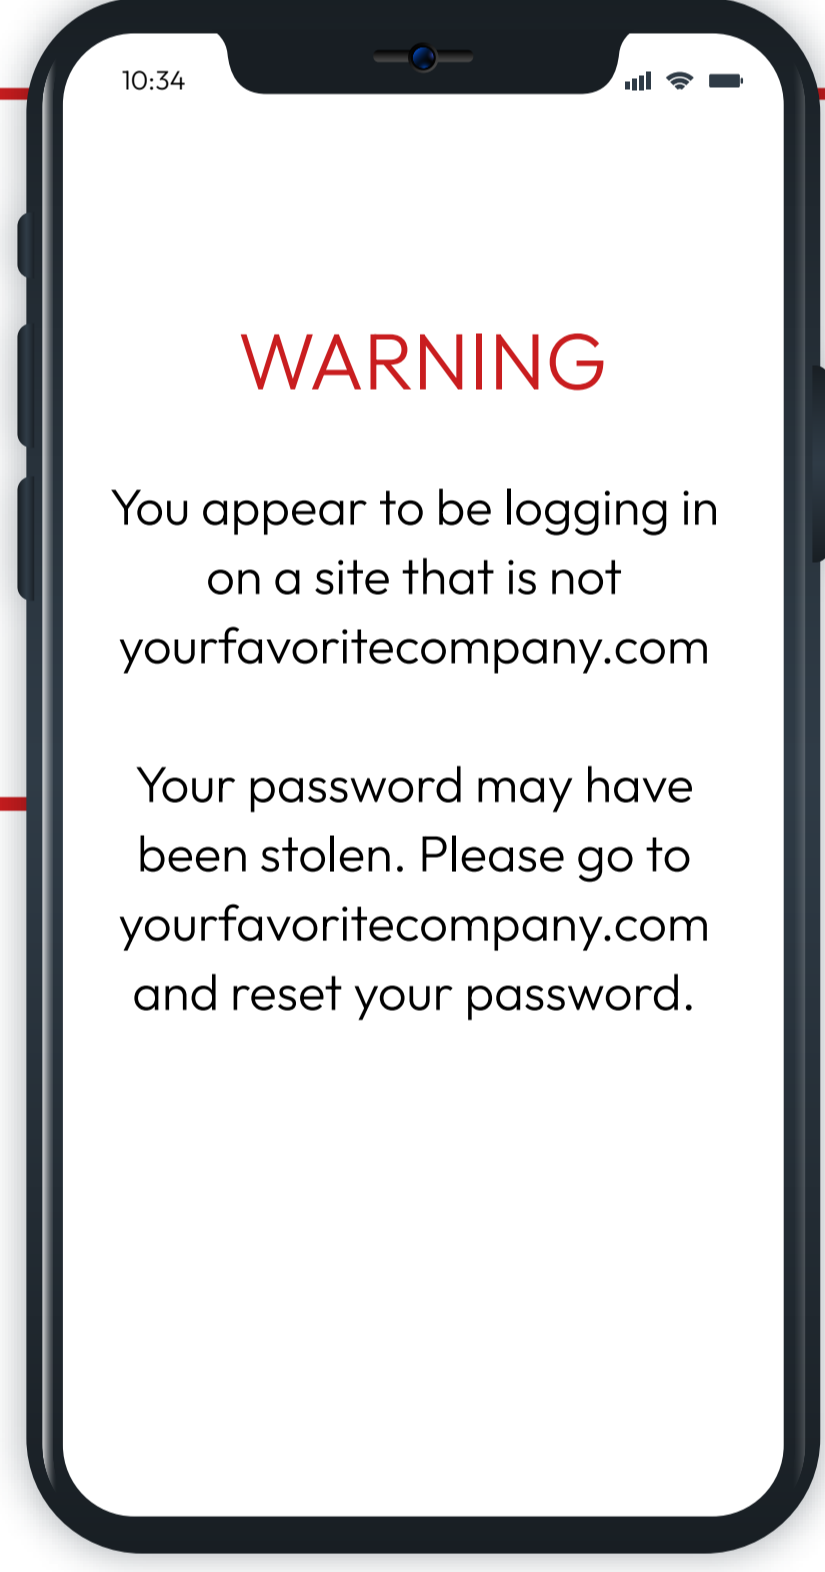 10:34
WARNING
You appear to be logging in
on a site that is not
yourfavoritecompany.com
Your password may have
been stolen. Please go to
yourfavoritecompany.com
and reset your password.